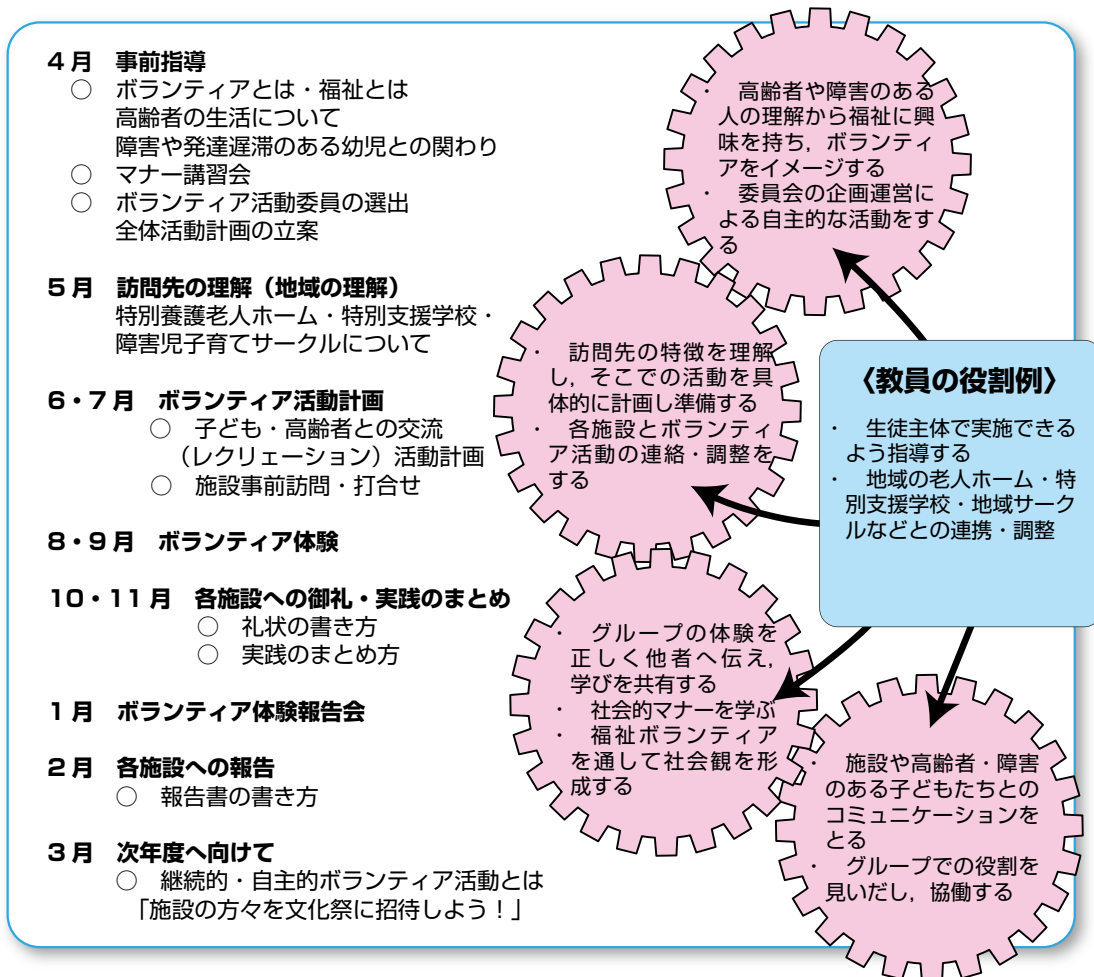 4月 事前指導
○ ボランティアとは・福祉とは
高齢者の生活について
障害や発達遅滞のある幼児との関わり
○ マナー講習会
○ ボランティア活動委員の選出
全体活動計画の立案
5月 訪問先の理解（地域の理解）
特別養護老人ホーム・特別支援学校・
障害児子育てサークルについて
6・7月 ボランティア活動計画
○ 子ども・高齢者との交流
（レクリェーション）活動計画
○ 施設事前訪問・打合せ
8・9月 ボランティア体験
10・11月 各施設への御礼・実践のまとめ
○ 礼状の書き方
○ 実践のまとめ方
1月 ボランティア体験報告会
2月 各施設への報告
○ 報告書の書き方
3月 次年度へ向けて
○ 継続的・自主的ボランティア活動とは
「施設の方々を文化祭に招待しよう！」
・ 高齢者や障害のある
人の理解から福祉に興
味を持ち，ボランティ
アをイメージする
・ 委員会の企画運営に
よる自主的な活動をす
る
・ 訪問先の特徴を理解
し，そこでの活動を具
体的に計画し準備する
・ 各施設とボランティ
ア活動の連絡・調整を
する
〈教員の役割例〉
・ 生徒主体で実施できる
よう指導する
・ 地域の老人ホーム・特
別支援学校・地域サーク
ルなどとの連携・調整
・ グループの体験を
正しく他者へ伝え，
学びを共有する
・ 社会的マナーを学ぶ
・ 福祉ボランティア
を通して社会観を形
成する
・ 施設や高齢者・障害
のある子どもたちとの
コミュニケーションを
とる
・ グループでの役割を
見いだし，協働する